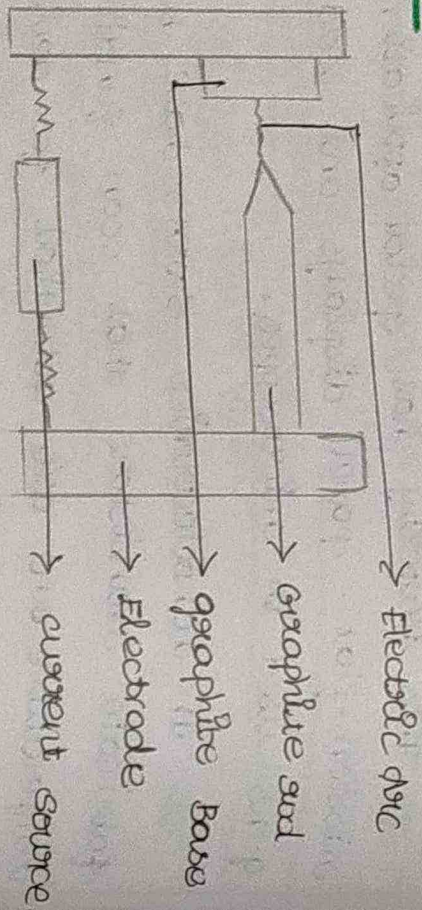 Electric Arc
Graphite rod
graphite Base
Electrode
current source